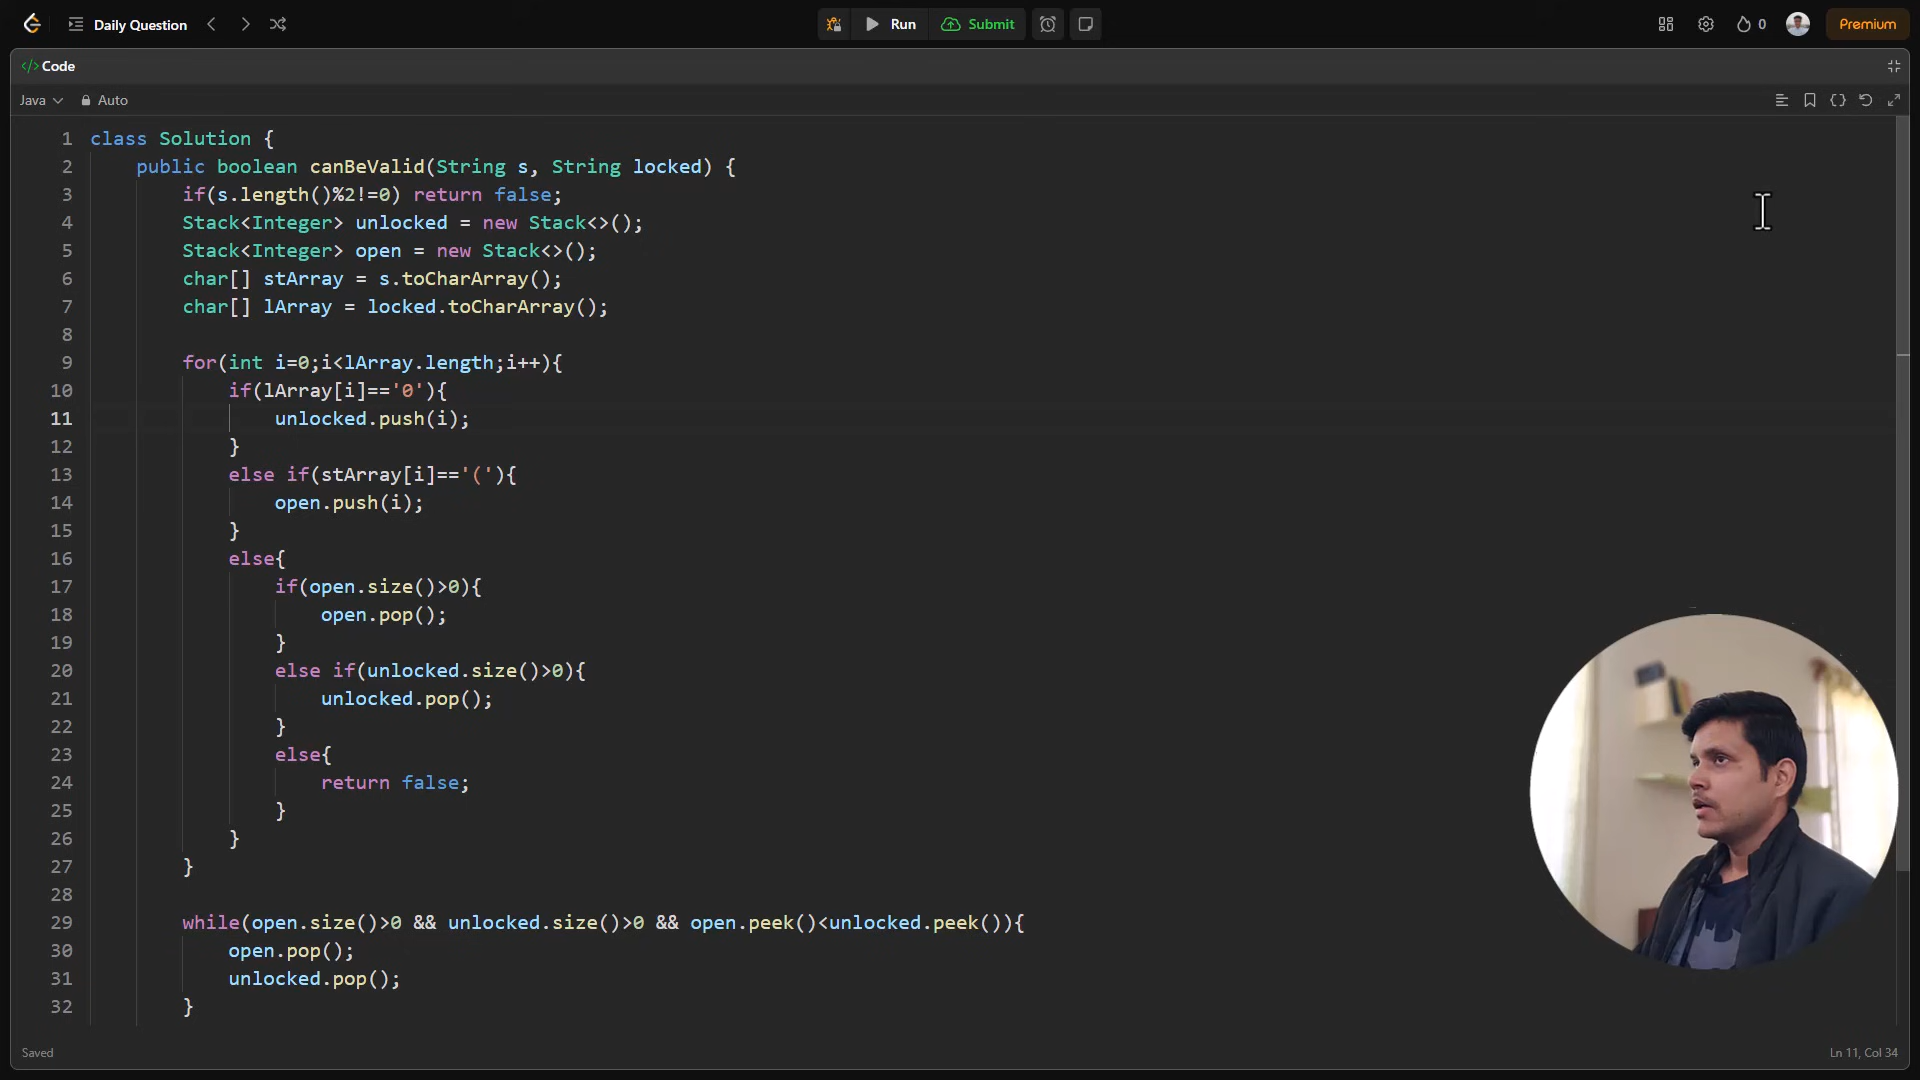 Daily Question
Run
Submit
0
Premium
</> Code
Java
Auto
1 class Solution {
2 public boolean canBeValid(String s, String locked) {
3 if(s.length()%2!=0) return false;
4 Stack<Integer> unlocked = new Stack<>();
5 Stack<Integer> open = new Stack<>();
6 char[] stArray = s.toCharArray();
7 char[] lArray = locked.toCharArray();
8
9 for(int i=0;i<lArray.length;i++){
10 if(lArray[i]=='0'){
11 unlocked.push(i);
12 }
13 else if(stArray[i]=='('){
14 open.push(i);
15 }
16 else{
17 if(open.size()>0){
18 open.pop();
19 }
20 else if(unlocked.size()>0){
21 unlocked.pop();
22 }
23 else{
24 return false;
25 }
26 }
27 }
28
29 while(open.size()>0 && unlocked.size()>0 && open.peek()<unlocked.peek()){
30 open.pop();
31 unlocked.pop();
32 }
Saved
Ln 11, Col 34